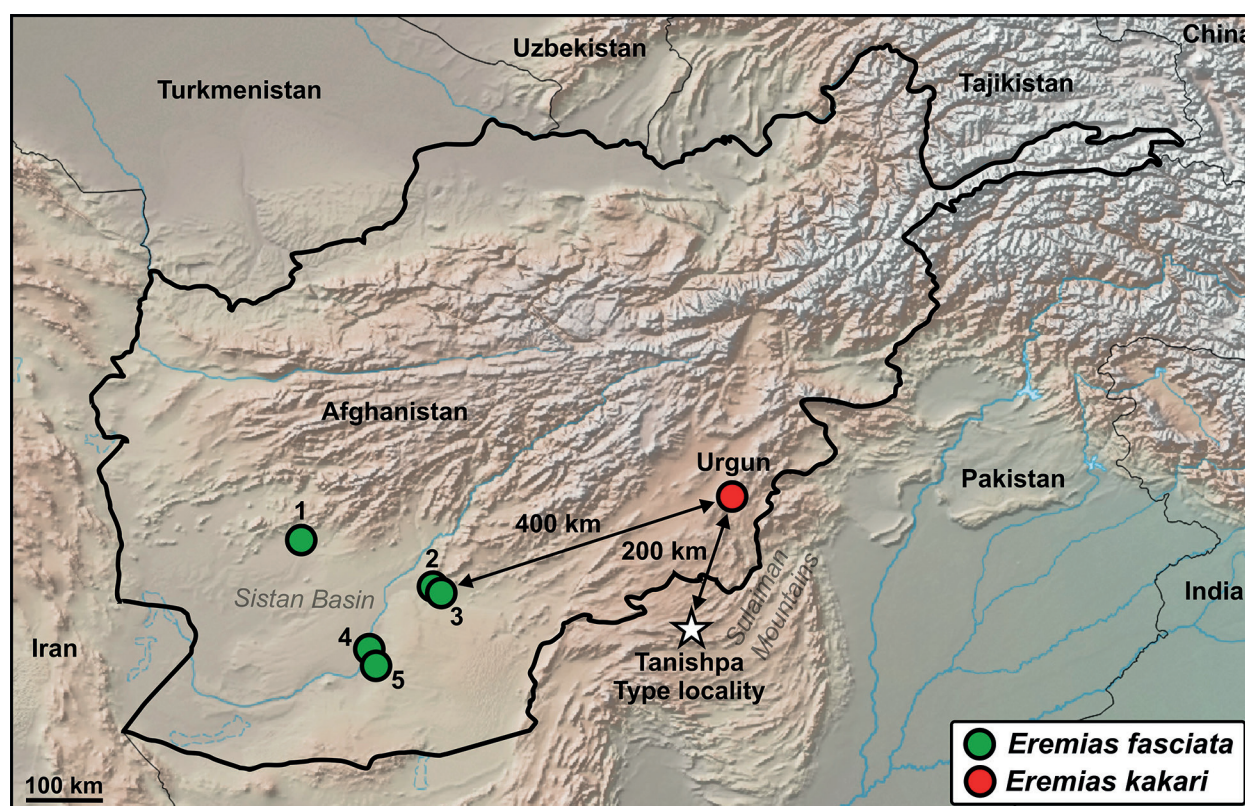 Uzbekistan
China
Turkmenistan
Tajikistan
Afghanistan
Urgun
Pakistan
1
400 km
200 km
2
Sistan Basin
3
Sulaiman
Mountains
India
4
Iran
5
Tanishpa
Type locality
Eremias fasciata
Eremias kakari
100 km